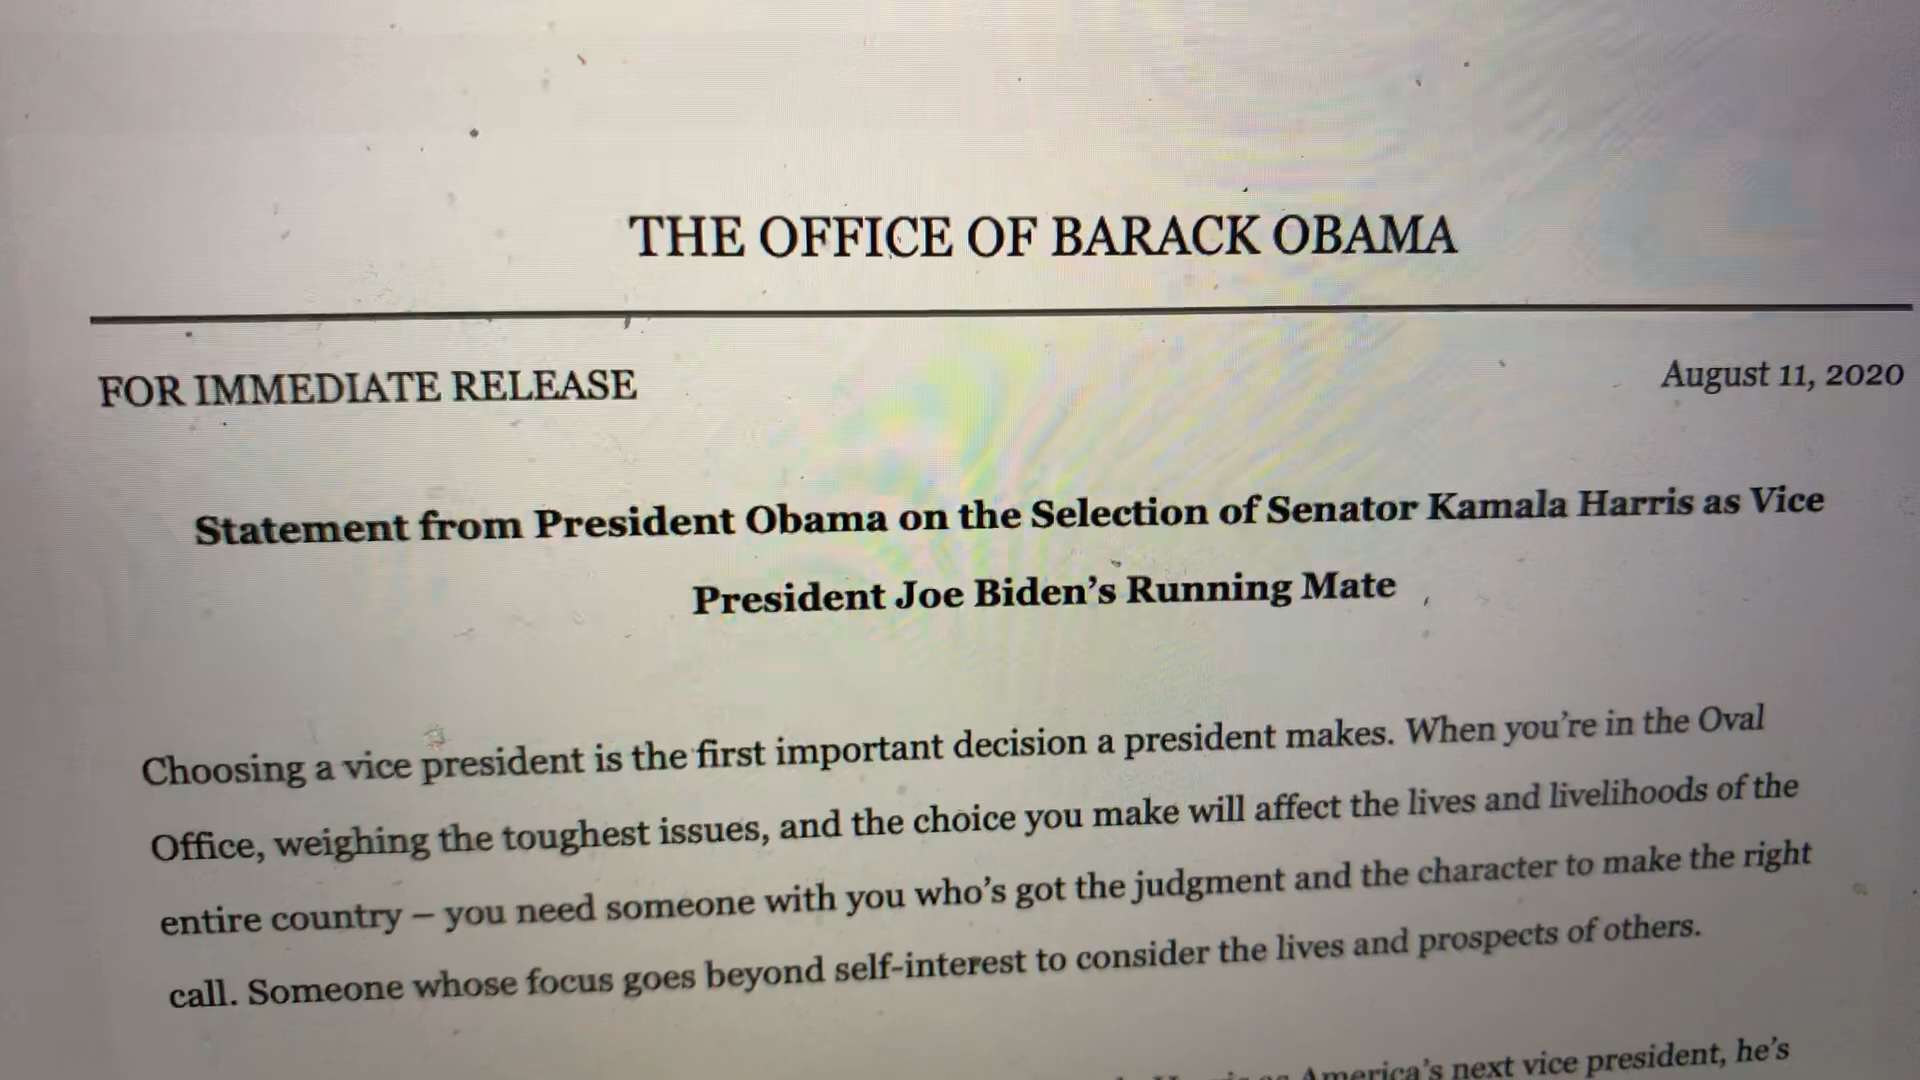 THE OFFICE OF BARACK OBAMA
FOR IMMEDIATE RELEASE
August 11, 2020
Statement from President Obama on the Selection of Senator Kamala Harris as Vice
President Joe Biden's Running Mate
Choosing a vice president is the first important decision a president makes. When you're in the Oval
Office, weighing the toughest issues, and the choice you make will affect the lives and livelihoods of the
entire country – you need someone with you who's got the judgment and the character to make the right
call. Someone whose focus goes beyond self-interest to consider the lives and prospects of others.
America's next vice president, he's